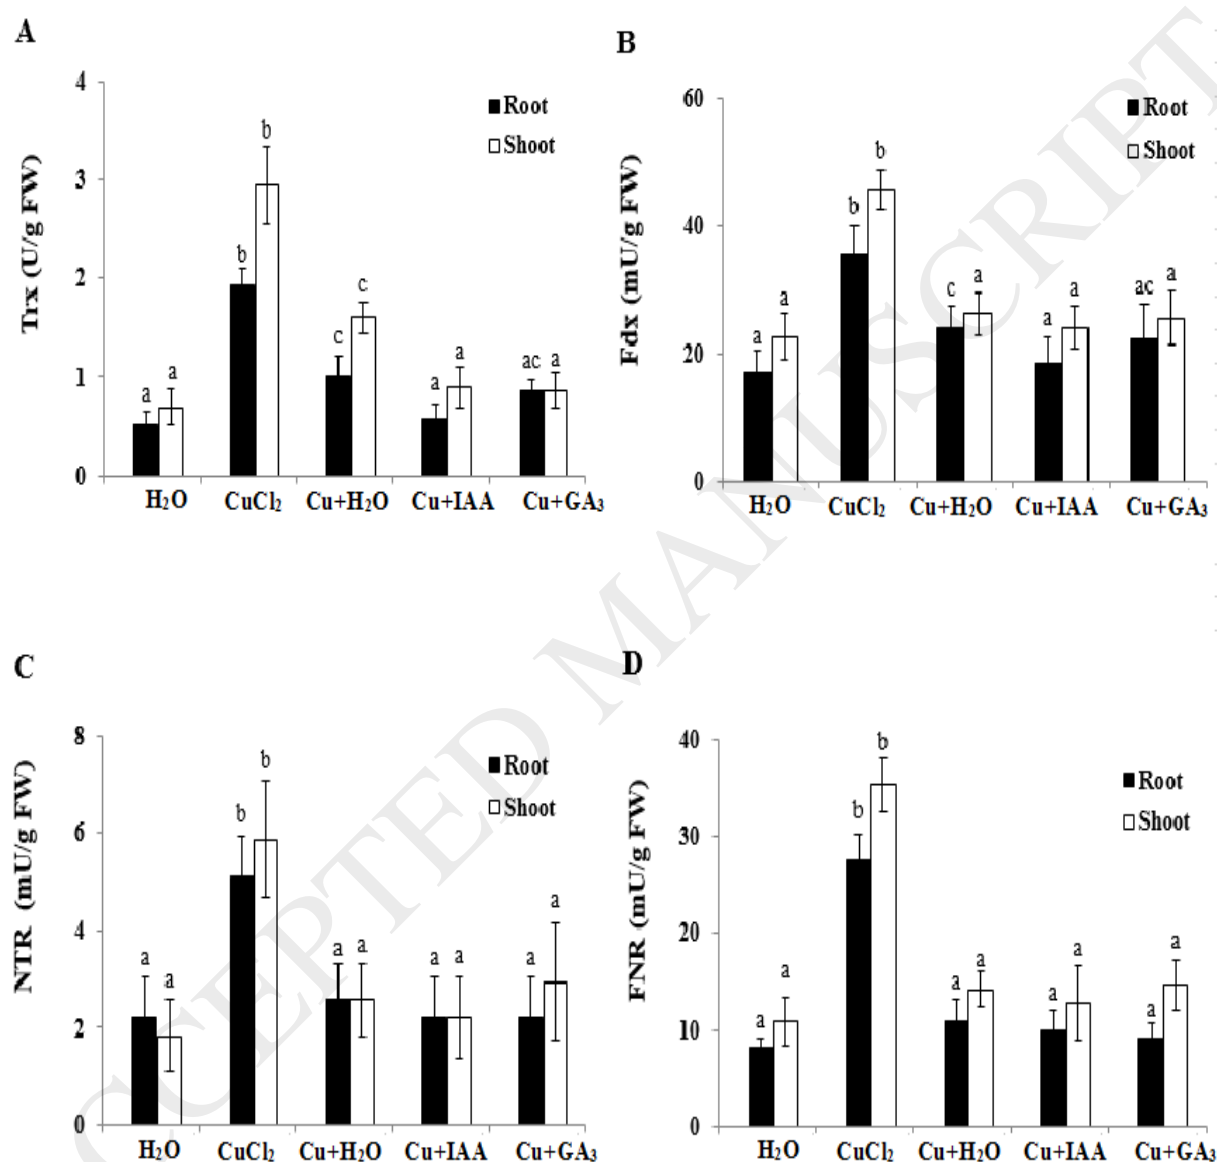 A
Trx (U/g FW)
4
3
2
1
0
Root
Shoot
a
a
b
b
c
c
a
a
ac
a
H₂O
CuCl₂
Cu+H₂O
Cu+IAA
Cu+GA₃
B
Fdx (mU/g FW)
60
40
20
0
Root
Shoot
a
a
b
b
c
a
a
a
ac
a
H₂O
CuCl₂
Cu+H₂O
Cu+IAA
Cu+GA₃
C
NTR (mU/g FW)
8
6
4
2
0
Root
Shoot
a
a
b
b
a
a
a
a
a
a
H₂O
CuCl₂
Cu+H₂O
Cu+IAA
Cu+GA₃
D
FNR (mU/g FW)
40
30
20
10
0
Root
Shoot
a
a
b
b
a
a
a
a
a
a
H₂O
CuCl₂
Cu+H₂O
Cu+IAA
Cu+GA₃
CCEPTED MANUSCRIPT